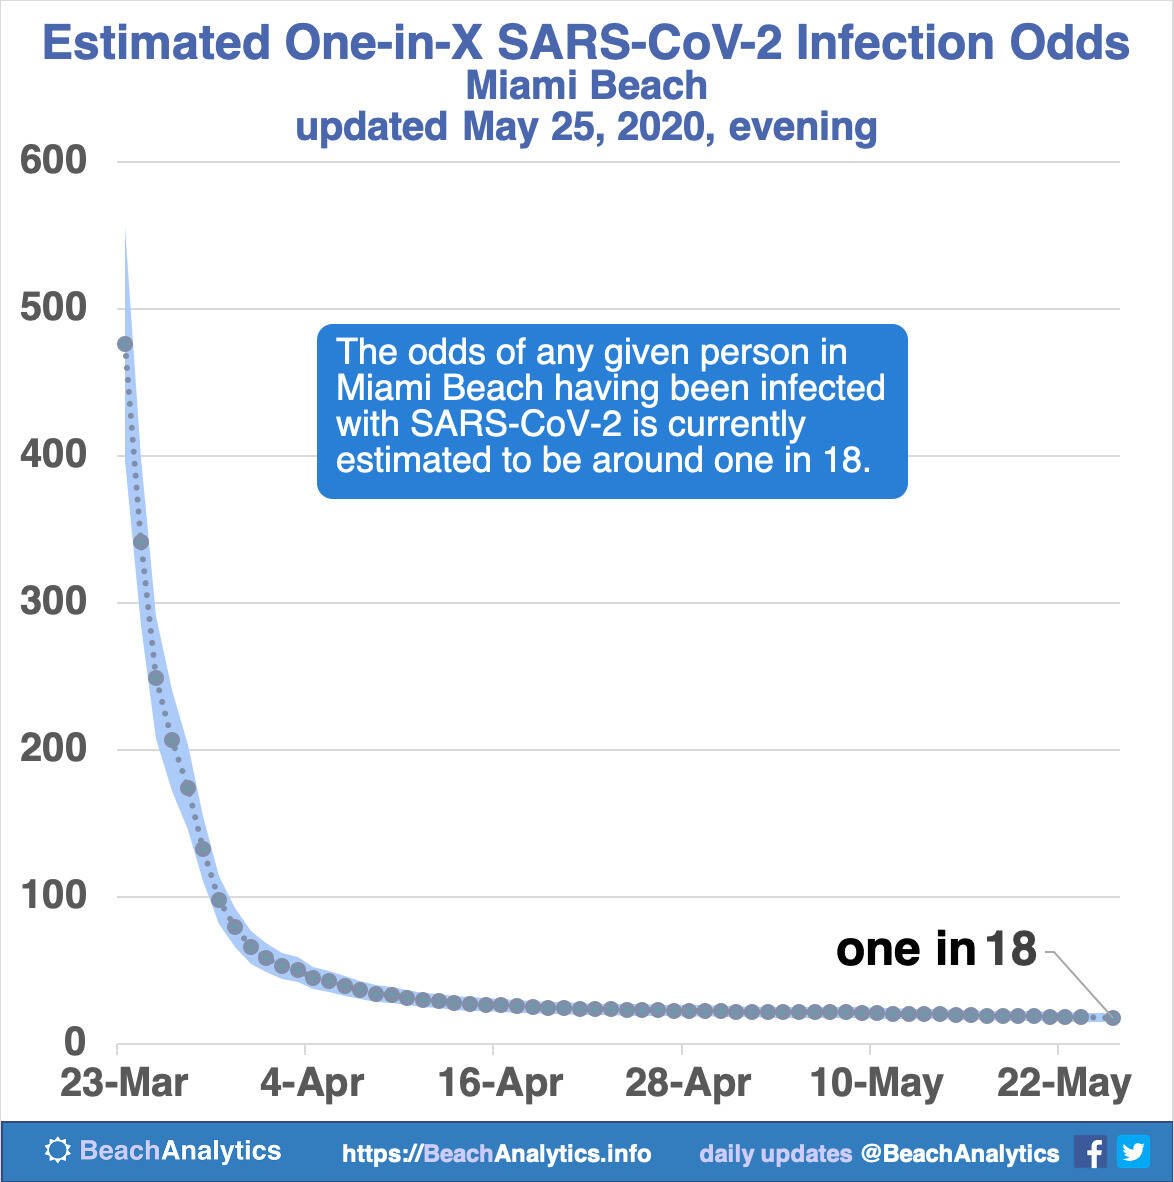 Estimated One-in-X SARS-CoV-2 Infection Odds
Miami Beach
updated May 25, 2020, evening
600
500
The odds of any given person in
Miami Beach having been infected
with SARS-CoV-2 is currently
estimated to be around one in 18.
400
300
200
100
one in 18
0
23-Mar 4-Apr 16-Apr 28-Apr 10-May 22-May
BeachAnalytics https://BeachAnalytics.info daily updates @BeachAnalytics